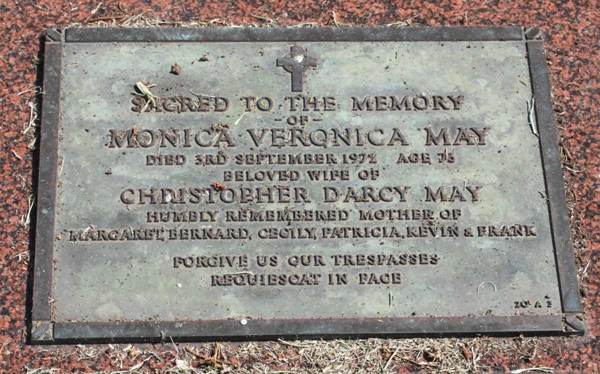 SACRED TO THE MEMORY
-OF-
MONICA VERONICA MAY
DIED 3RD SEPTEMBER 1972 AGE 75
BELOVED WIFE OF
CHRISTOPHER DARCY MAY
HUMBLY REMEMBERED MOTHER OF
MARGARET, BERNARD, CECILY, PATRICIA, KEVIN & FRANK
FORGIVE US OUR TRESPASSES
REQUIESCAT IN PACE